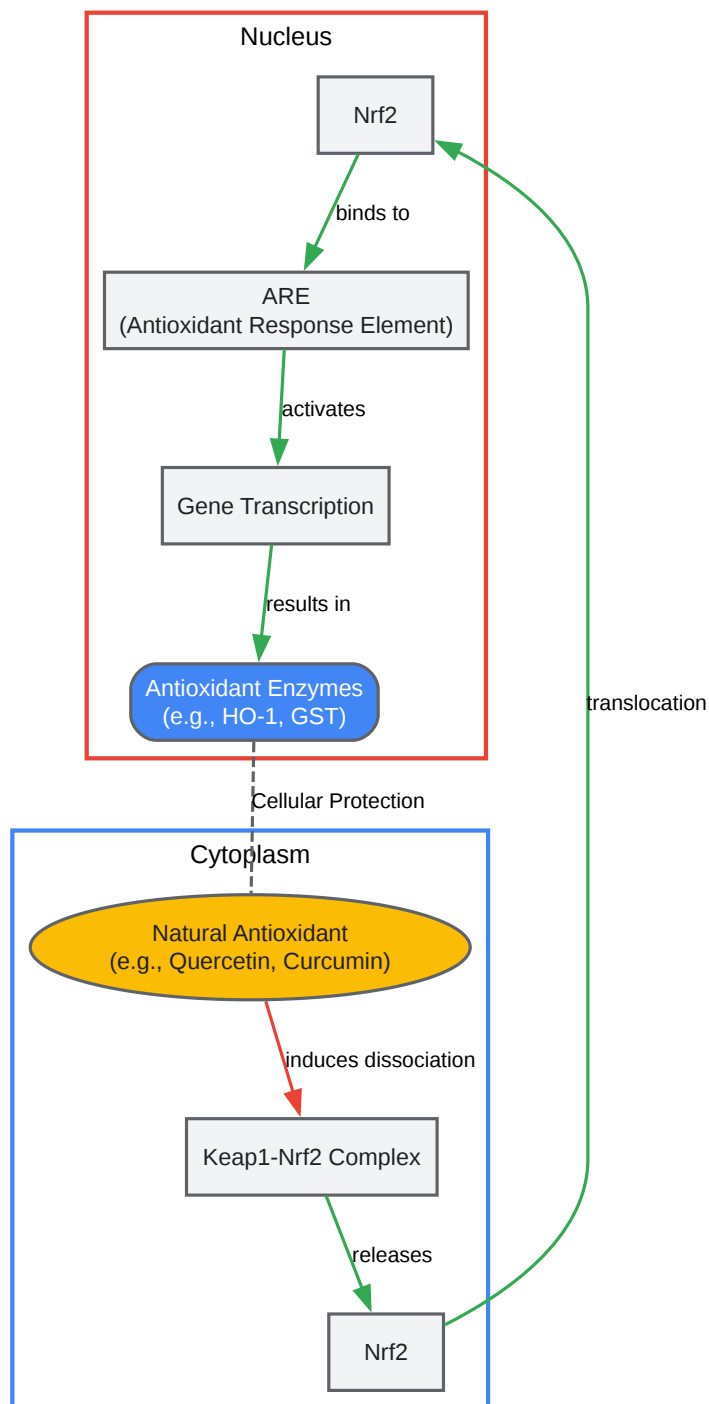 Nucleus
Nrf2
binds to
ARE
(Antioxidant Response Element)
activates
Gene Transcription
results in
Antioxidant Enzymes
(e.g., HO-1, GST)
translocation
Cellular Protection
Cytoplasm
Natural Antioxidant
(e.g., Quercetin, Curcumin)
induces dissociation
Keap1-Nrf2 Complex
releases
Nrf2